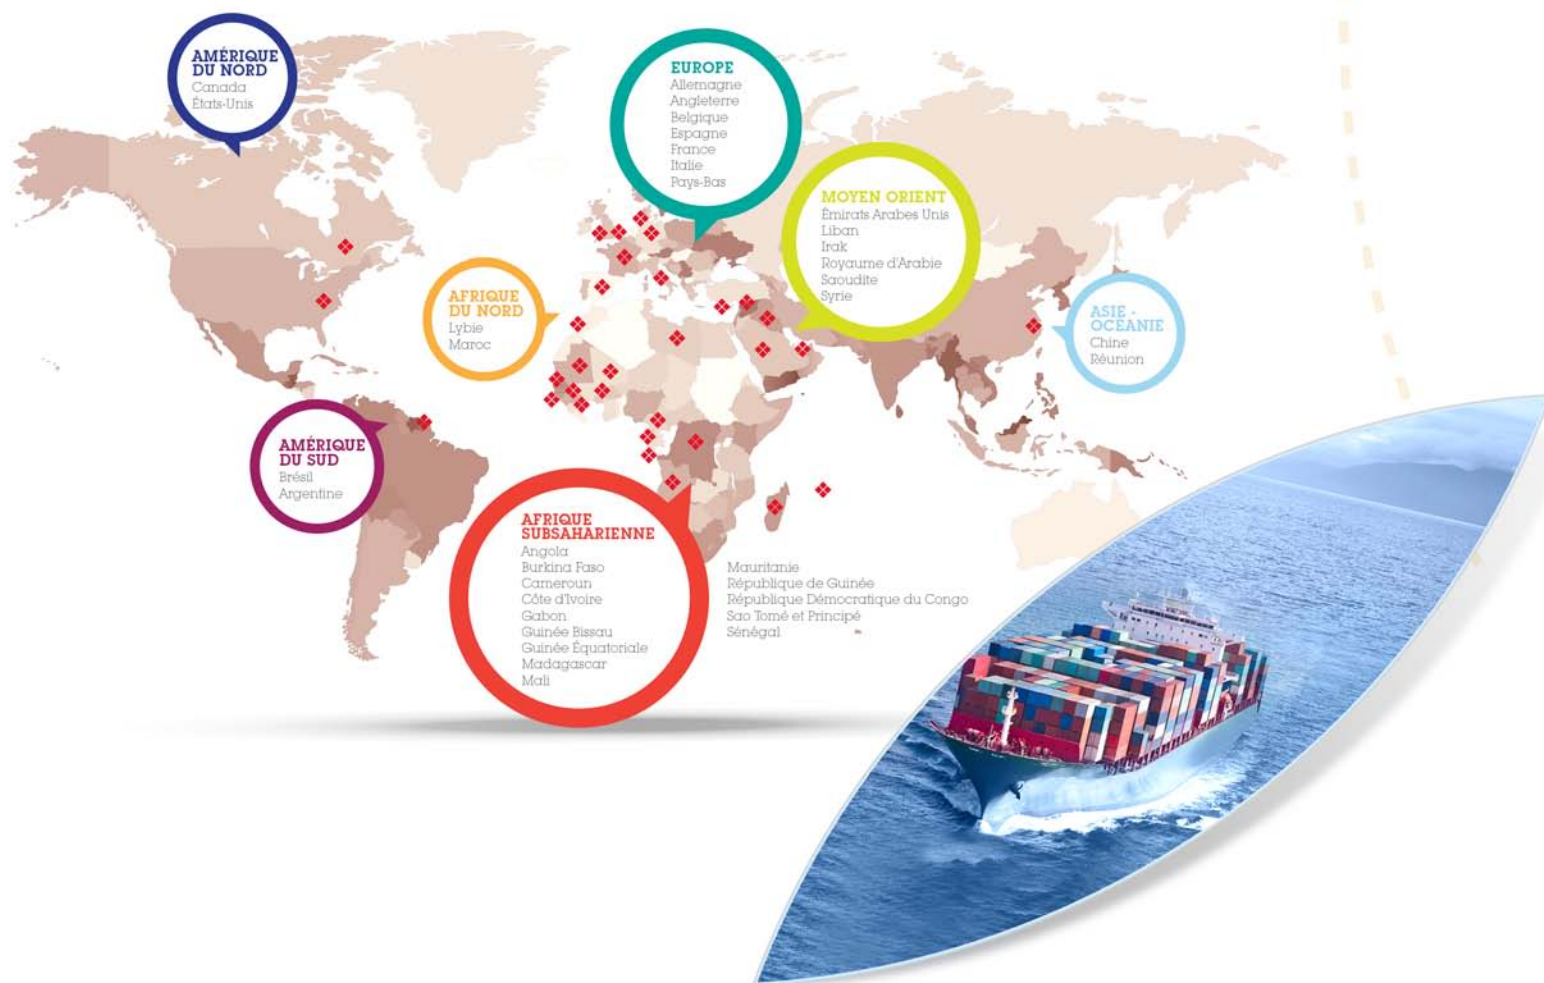 AMÉRIQUE
DU NORD
Canada
États-Unis
EUROPE
Allemagne
Angleterre
Belgique
Espagne
France
Italie
Pays-Bas
MOYEN ORIENT
Émirats Arabes Unis
Liban
Irak
Royaume d'Arabie
Saoudite
Syrie
AFRIQUE
DU NORD
Lybie
Maroc
ASIE -
OCÉANIE
Chine
Réunion
AMÉRIQUE
DU SUD
Brésil
Argentine
AFRIQUE
SUBSAHARIENNE
Angola
Burkina Faso
Cameroun
Côte d'Ivoire
Gabon
Guinée Bissau
Guinée Équatoriale
Madagascar
Mali
Mauritanie
République de Guinée
République Démocratique du Congo
Sao Tomé et Principé
Sénégal